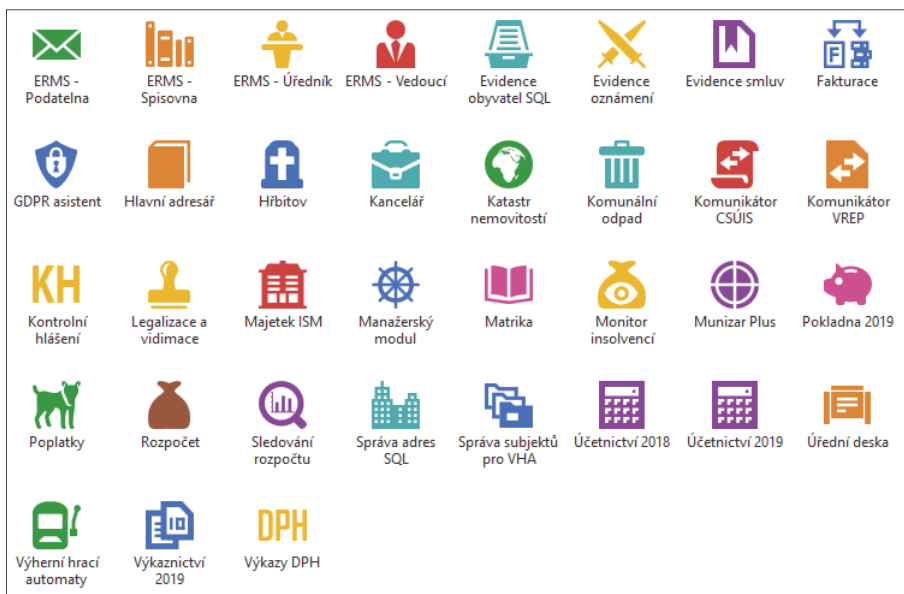 ERMS -
Podatelna
ERMS -
Spisovna
ERMS - Úředník
ERMS - Vedoucí
Evidence
obyvatel SQL
Evidence
oznámení
Evidence smluv
F
Fakturace
GDPR asistent
Hlavní adresář
Hřbitov
Kancelář
Katastr
nemovitostí
Komunální
odpad
Komunikátor
CSÚIS
Komunikátor
VREP
KH
Kontrolní
hlášení
Legalizace a
vidimace
Majetek ISM
Manažerský
modul
Matrika
Monitor
insolvencí
Munizar Plus
Pokladna 2019
Poplatky
Rozpočet
Sledování
rozpočtu
Správa adres
SQL
Správa subjektů
pro VHA
Účetnictví 2018
Účetnictví 2019
Úřední deska
Výherní hrací
automaty
10
Výkaznictví
2019
DPH
Výkazy DPH